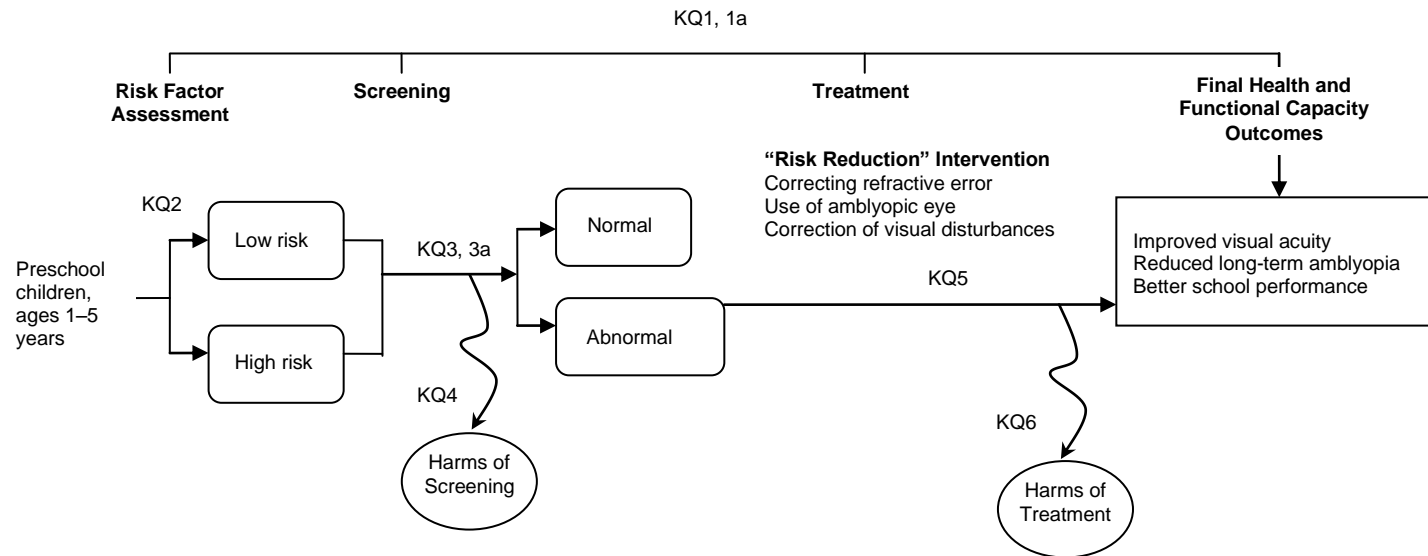 KQ1, 1a
Risk Factor
Assessment
Screening
Treatment
Final Health and
Functional Capacity
Outcomes
“Risk Reduction” Intervention
Correcting refractive error
Use of amblyopic eye
Correction of visual disturbances
KQ2
Low risk
High risk
Preschool
children,
ages 1–5
years
KQ3, 3a
Normal
Abnormal
KQ5
Improved visual acuity
Reduced long-term amblyopia
Better school performance
KQ4
Harms of
Screening
KQ6
Harms of
Treatment